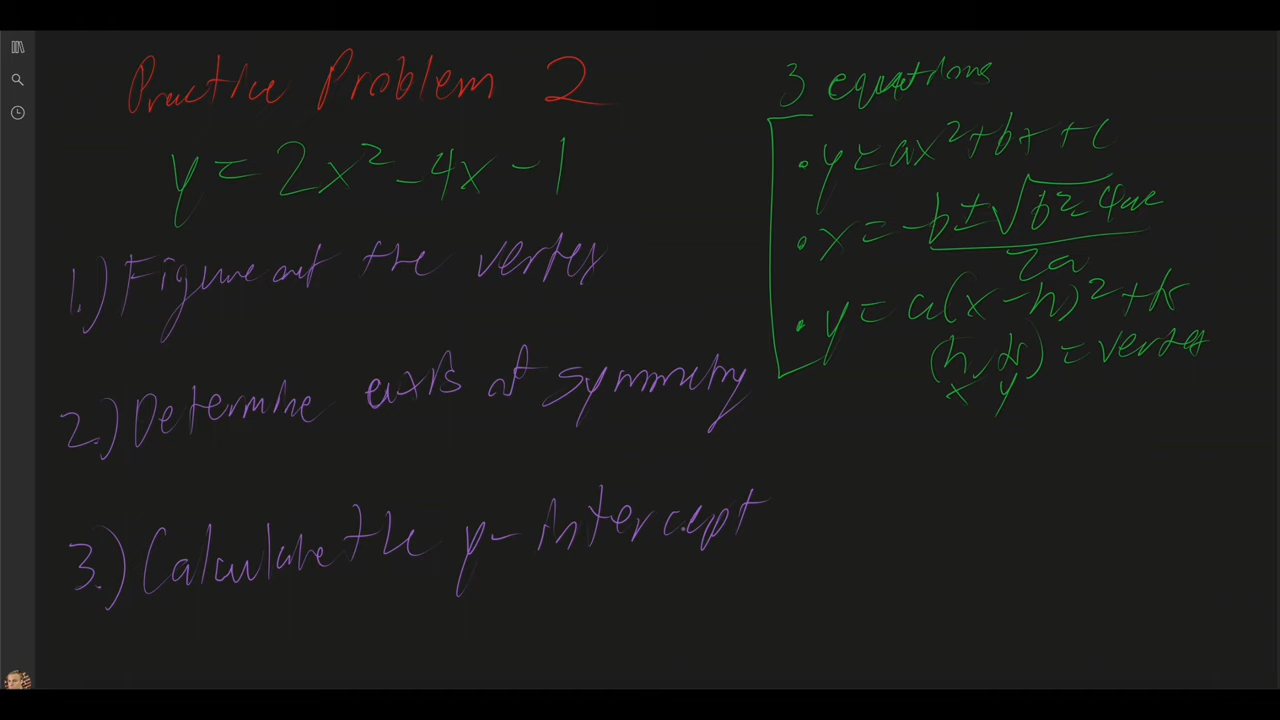 Practice Problem 2
y = 2x² - 4x - 1
1.) Figure out the vertex
2.) Determine axis of symmetry
3.) Calculate the y-intercept
3 equations
• y = ax² + bx + c
• x = -b ± √b² - 4ac
2a
• y = a(x - h)² + k
(h, k) = vertex
x y